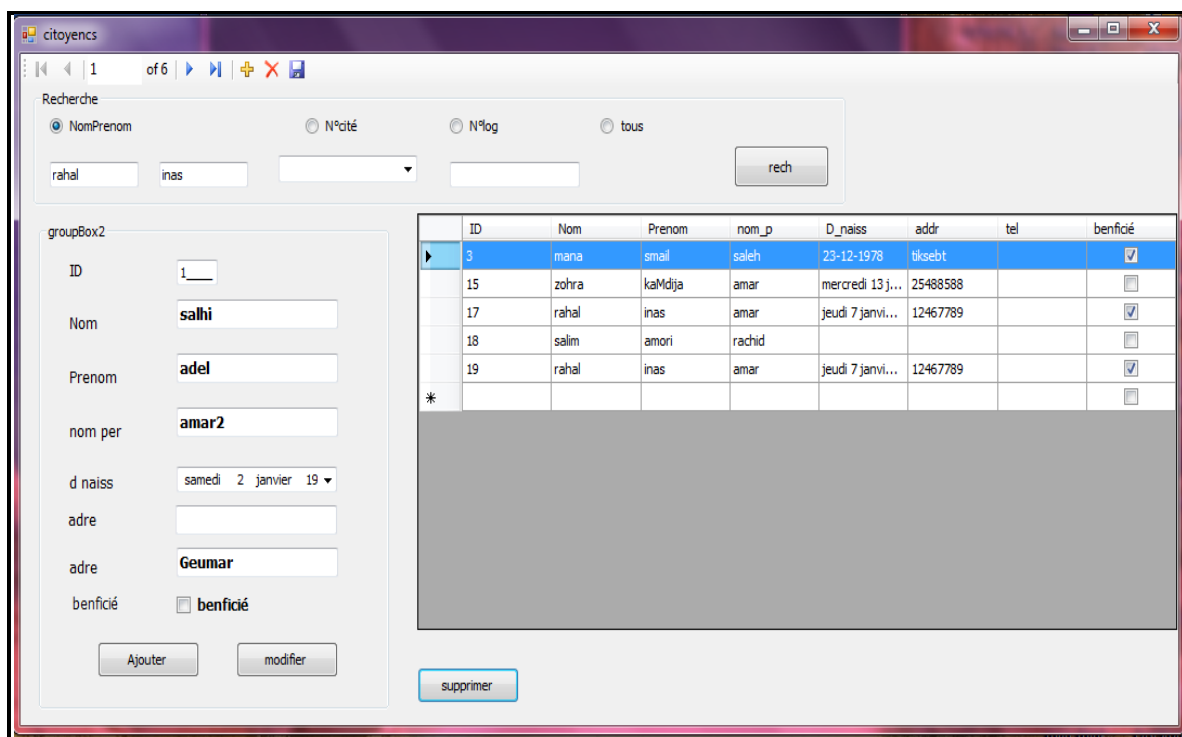 citoyencs
1 of 6
Recherche
NomPrenom N°cité N°log tous
rahal inas rech
groupBox2
ID 1___
Nom salhi
Prenom adel
nom per amar2
d naiss samedi 2 janvier 19
adre
adre Geumar
benficié benficié
Ajouter modifier
ID Nom Prenom nom_p D_naiss addr tel benficié
3 mana smail saleh 23-12-1978 tiksebt
15 zohra kaMdija amar mercredi 13 j... 25488588
17 rahal inas amar jeudi 7 janvi... 12467789
18 salim amori rachid
19 rahal inas amar jeudi 7 janvi... 12467789
supprimer